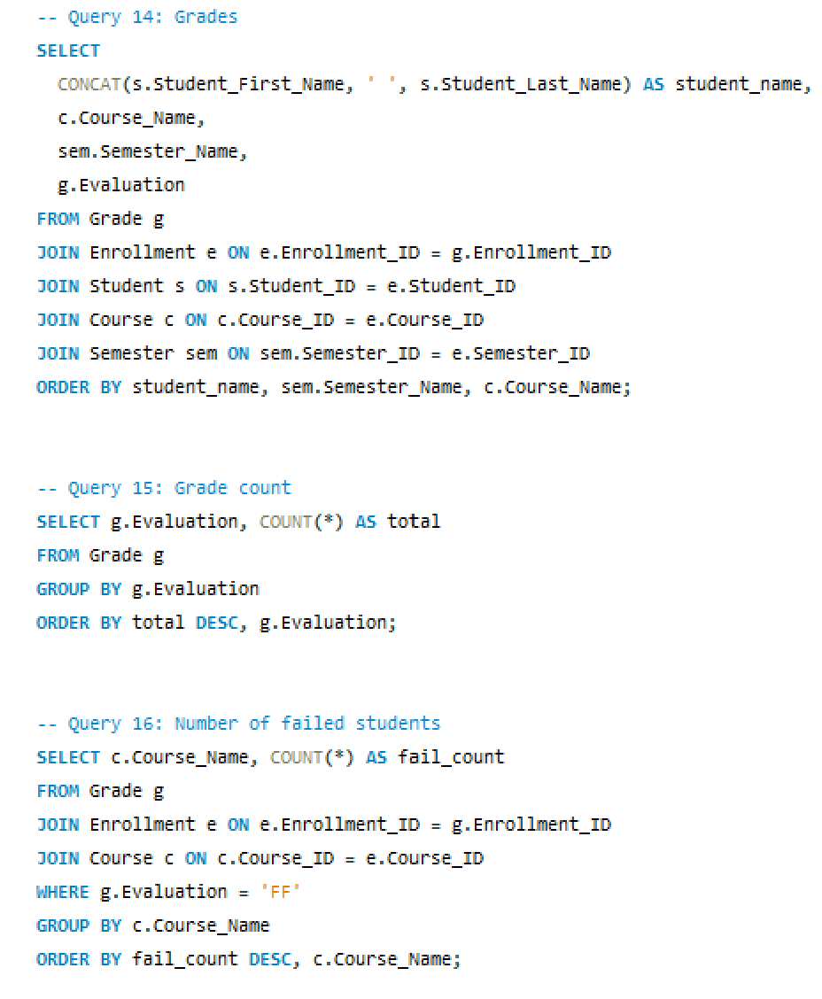 -- Query 14: Grades
SELECT
  CONCAT(s.Student_First_Name, ' ', s.Student_Last_Name) AS student_name,
  c.Course_Name,
  sem.Semester_Name,
  g.Evaluation
FROM Grade g
JOIN Enrollment e ON e.Enrollment_ID = g.Enrollment_ID
JOIN Student s ON s.Student_ID = e.Student_ID
JOIN Course c ON c.Course_ID = e.Course_ID
JOIN Semester sem ON sem.Semester_ID = e.Semester_ID
ORDER BY student_name, sem.Semester_Name, c.Course_Name;

-- Query 15: Grade count
SELECT g.Evaluation, COUNT(*) AS total
FROM Grade g
GROUP BY g.Evaluation
ORDER BY total DESC, g.Evaluation;

-- Query 16: Number of failed students
SELECT c.Course_Name, COUNT(*) AS fail_count
FROM Grade g
JOIN Enrollment e ON e.Enrollment_ID = g.Enrollment_ID
JOIN Course c ON c.Course_ID = e.Course_ID
WHERE g.Evaluation = 'FF'
GROUP BY c.Course_Name
ORDER BY fail_count DESC, c.Course_Name;